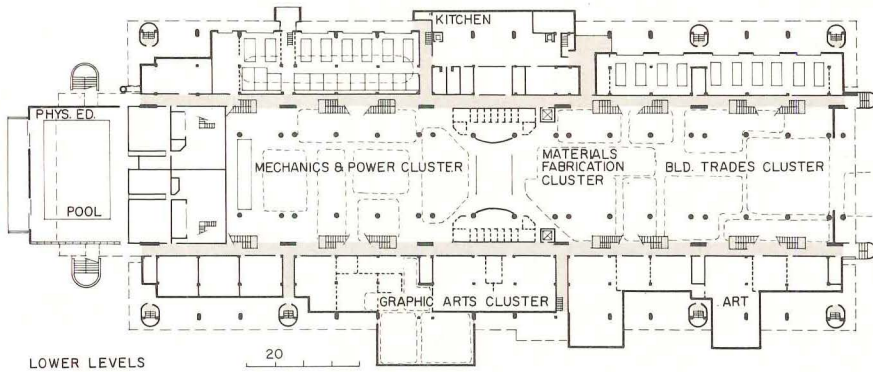 KITCHEN
PHYS. ED.
POOL
MECHANICS & POWER CLUSTER
MATERIALS
FABRICATION
CLUSTER
BLD. TRADES CLUSTER
GRAPHIC ARTS CLUSTER
ART
LOWER LEVELS
20